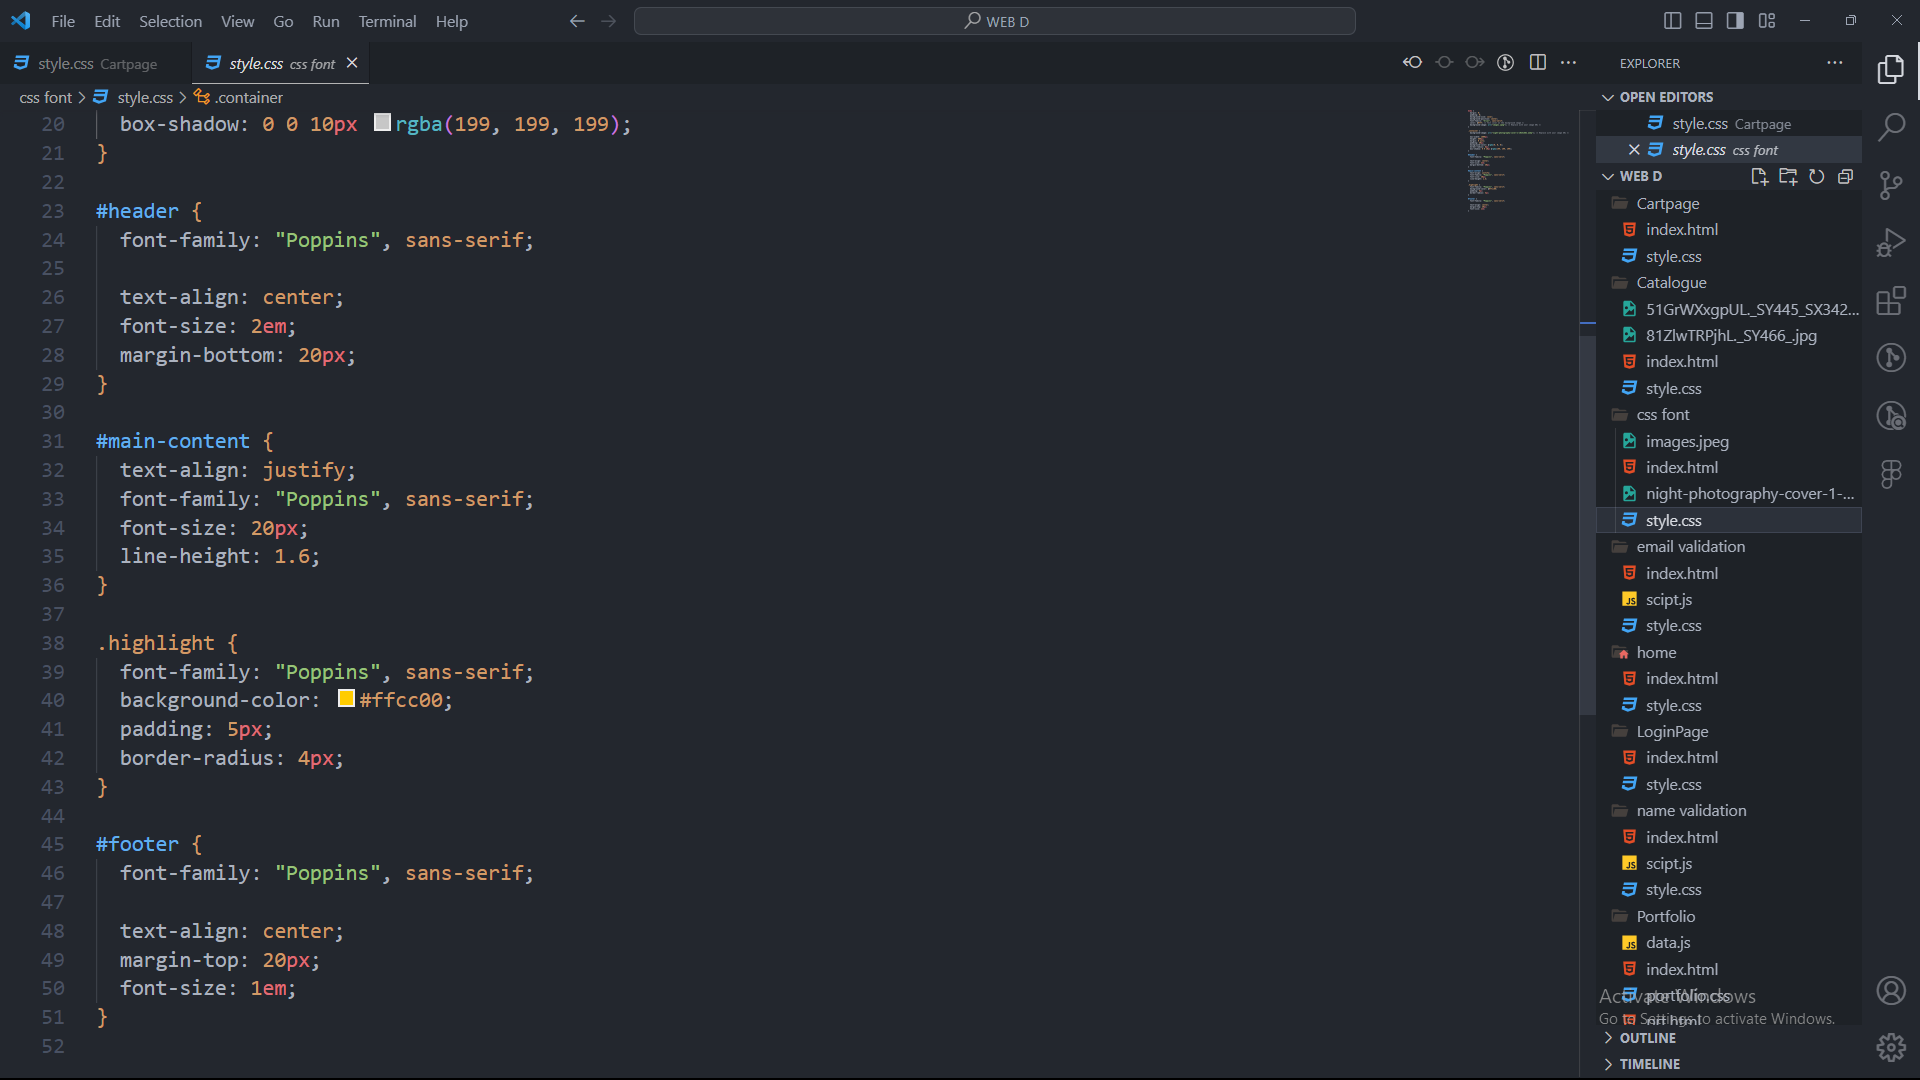 File Edit Selection View Go Run Terminal Help
WEB D
style.css Cartpage
style.css css font
css font > style.css > .container
20 box-shadow: 0 0 10px rgba(199, 199, 199);
21 }
22
23 #header {
24 font-family: "Poppins", sans-serif;
25
26 text-align: center;
27 font-size: 2em;
28 margin-bottom: 20px;
29 }
30
31 #main-content {
32 text-align: justify;
33 font-family: "Poppins", sans-serif;
34 font-size: 20px;
35 line-height: 1.6;
36 }
37
38 .highlight {
39 font-family: "Poppins", sans-serif;
40 background-color: #ffcc00;
41 padding: 5px;
42 border-radius: 4px;
43 }
44
45 #footer {
46 font-family: "Poppins", sans-serif;
47
48 text-align: center;
49 margin-top: 20px;
50 font-size: 1em;
51 }
52
EXPLORER
OPEN EDITORS
style.css Cartpage
style.css css font
WEB D
Cartpage
index.html
style.css
Catalogue
51GrWXxgpUL._SY445_SX342...
81ZlwTRPjhL._SY466_.jpg
index.html
style.css
css font
images.jpeg
index.html
night-photography-cover-1-...
style.css
email validation
index.html
scipt.js
style.css
home
index.html
style.css
LoginPage
index.html
style.css
name validation
index.html
scipt.js
style.css
Portfolio
data.js
index.html
portfolio.css
Activate Windows
Go to Settings to activate Windows.
OUTLINE
TIMELINE